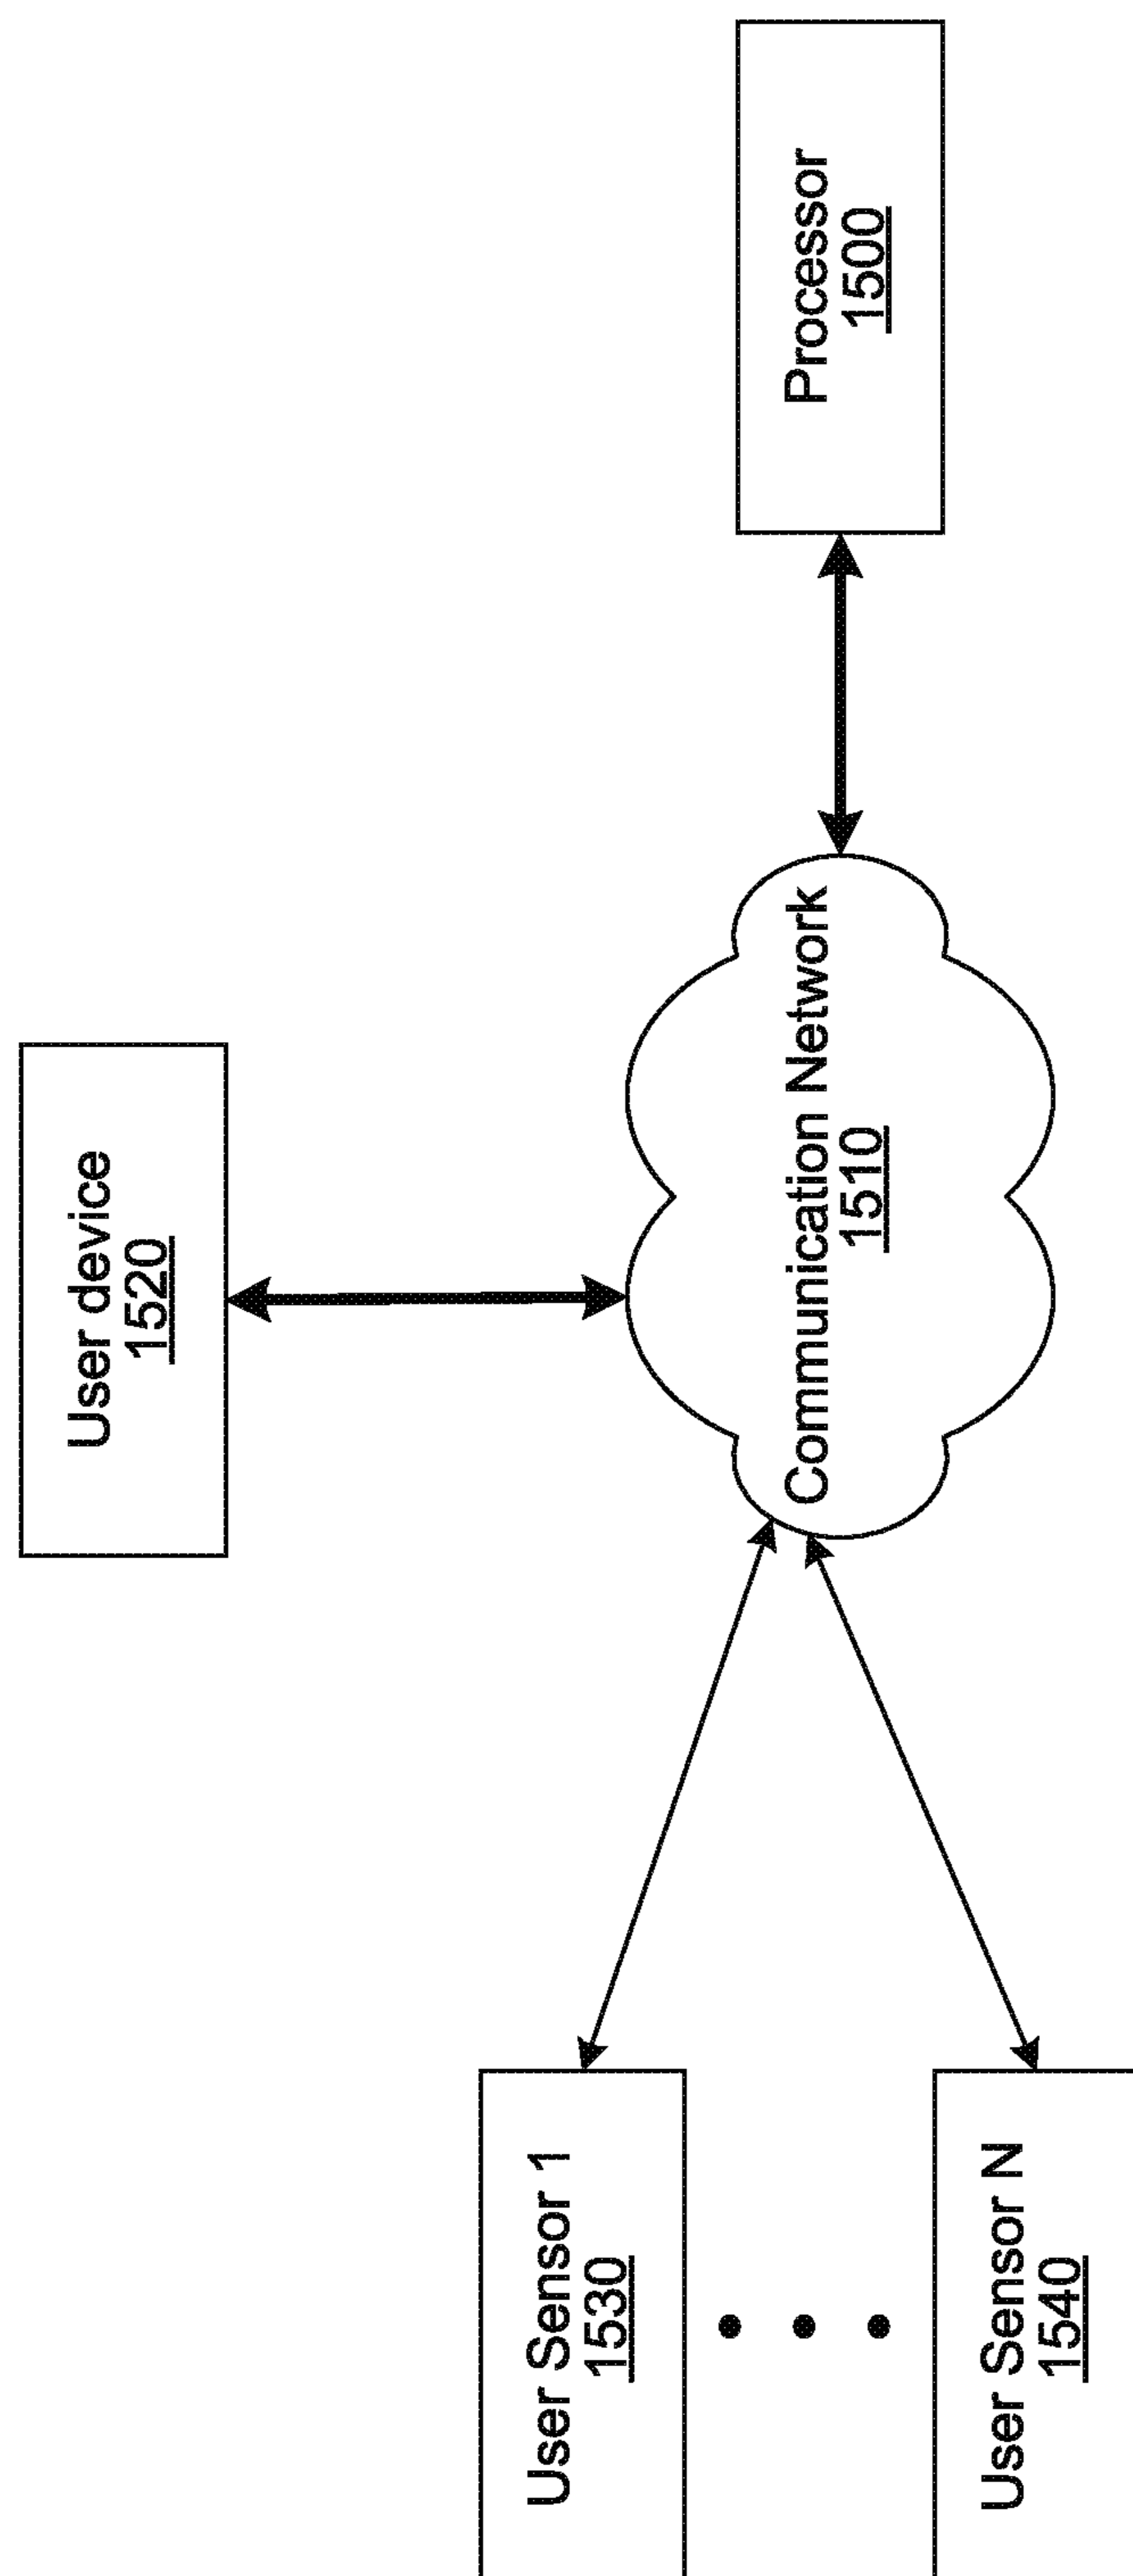 User device
1520
User Sensor 1
1530
Communication Network
1510
Processor
1500
User Sensor N
1540